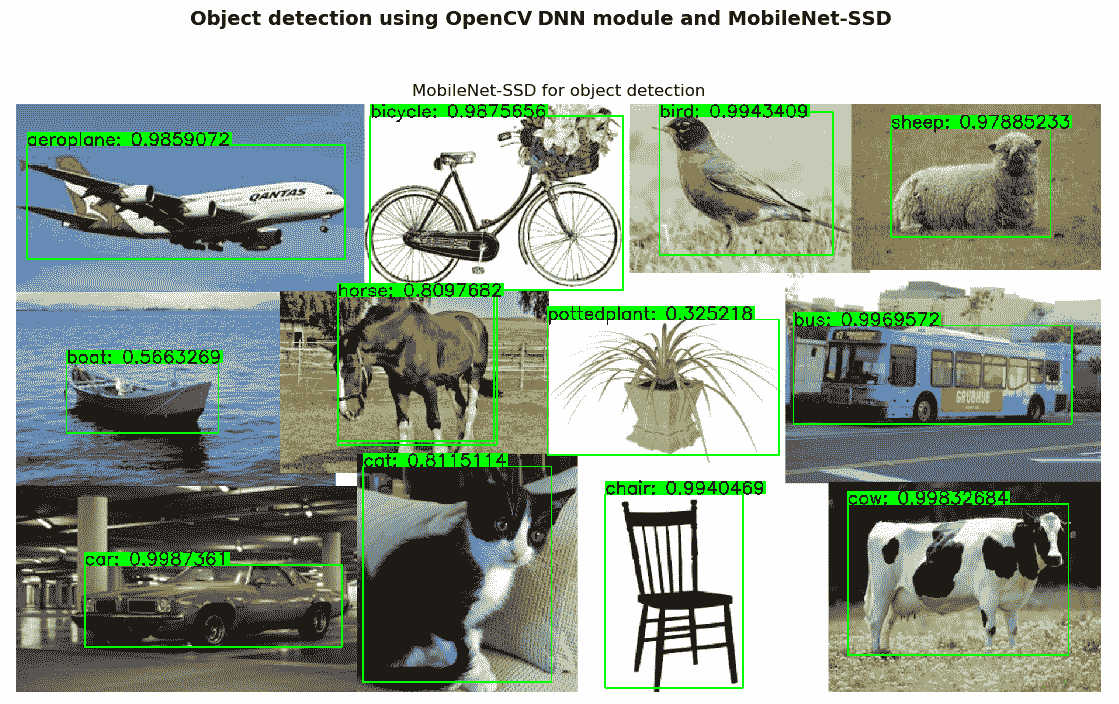 Object detection using OpenCV DNN module and MobileNet-SSD
MobileNet-SSD for object detection
aeroplane: 0.9859072
bicycle: 0.9875656
bird: 0.9943409
sheep: 0.97885233
QANTAS
horse: 0.8097682
pottedplant: 0.325218
bus: 0.9969572
boat: 0.5663269
GRUBHUB
cat: 0.8115114
chair: 0.9940469
cow: 0.99832684
car: 0.9987361